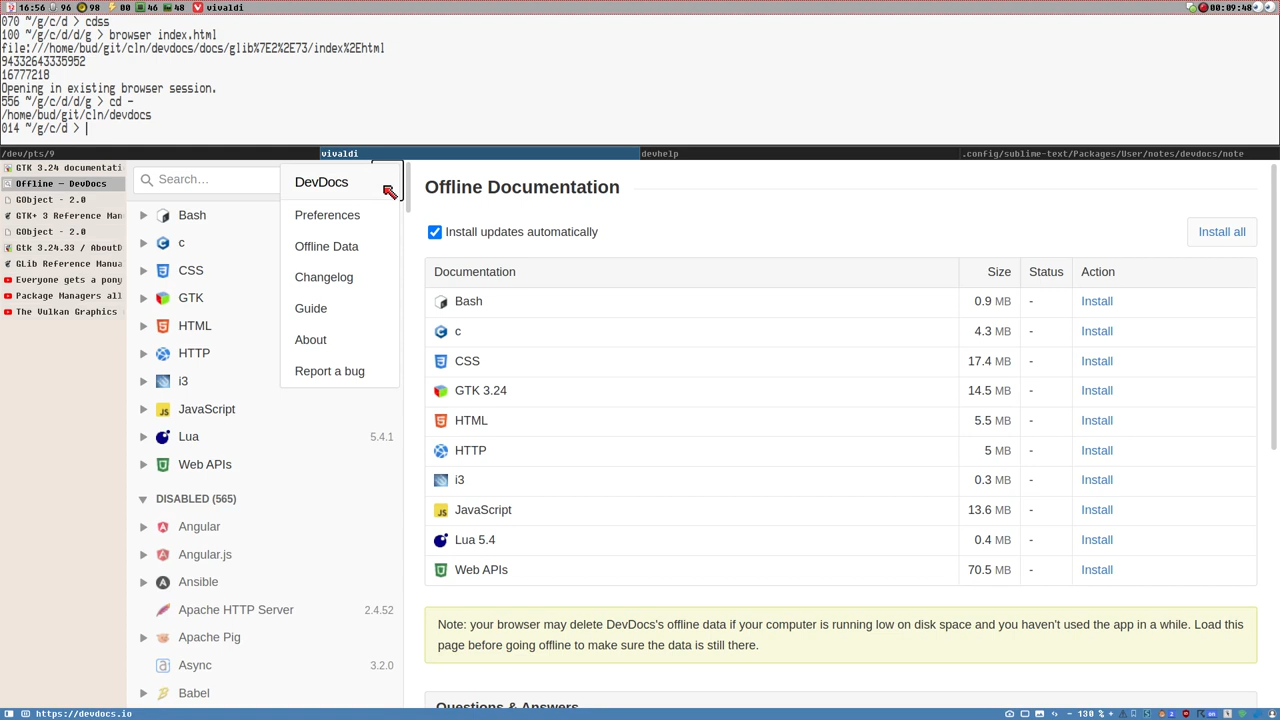 16:56 96 98 00 46 48 vivaldi 00:09:48
070 ~/g/c/d > cdss
100 ~/g/c/d/d/g > browser index.html
file:///home/bud/git/cln/devdocs/docs/glib%7E2%2E73/index%2Ehtml
94332643335952
16777218
Opening in existing browser session.
556 ~/g/c/d/d/g > cd -
/home/bud/git/cln/devdocs
014 ~/g/c/d >
/dev/pts/9 vivaldi devhelp .config/sublime-text/Packages/User/notes/devdocs/note
GTK 3.24 documentati
Offline — DevDocs
GObject - 2.0
GTK+ 3 Reference Man
GObject - 2.0
Gtk 3.24.33 / AboutD
GLib Reference Manua
Everyone gets a pony
Package Managers all
The Vulkan Graphics
Search…
Bash
c
CSS
GTK
HTML
HTTP
i3
JavaScript
Lua 5.4.1
Web APIs
DISABLED (565)
Angular
Angular.js
Ansible
Apache HTTP Server 2.4.52
Apache Pig
Async 3.2.0
Babel
DevDocs
Preferences
Offline Data
Changelog
Guide
About
Report a bug
Offline Documentation
Install updates automatically Install all
Documentation Size Status Action
Bash 0.9 MB - Install
c 4.3 MB - Install
CSS 17.4 MB - Install
GTK 3.24 14.5 MB - Install
HTML 5.5 MB - Install
HTTP 5 MB - Install
i3 0.3 MB - Install
JavaScript 13.6 MB - Install
Lua 5.4 0.4 MB - Install
Web APIs 70.5 MB - Install
Note: your browser may delete DevDocs's offline data if your computer is running low on disk space and you haven't used the app in a while. Load this
page before going offline to make sure the data is still there.
Questions & Answers
https://devdocs.io − 130 % +